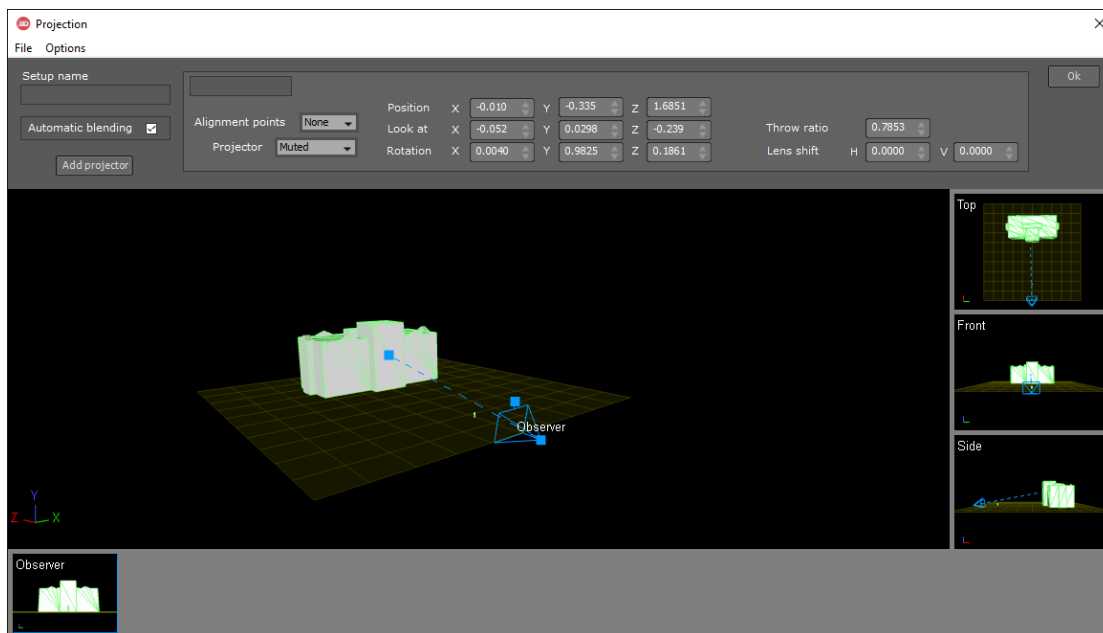 Projection
File Options
Setup name
Ok
Position X -0.010 Y -0.335 Z 1.6851
Alignment points None
Look at X -0.052 Y 0.0298 Z -0.239
Throw ratio 0.7853
Automatic blending
Projector Muted
Rotation X 0.0040 Y 0.9825 Z 0.1861
Lens shift H 0.0000 V 0.0000
Add projector
Top
Front
Observer
Side
Y
Z X
Observer